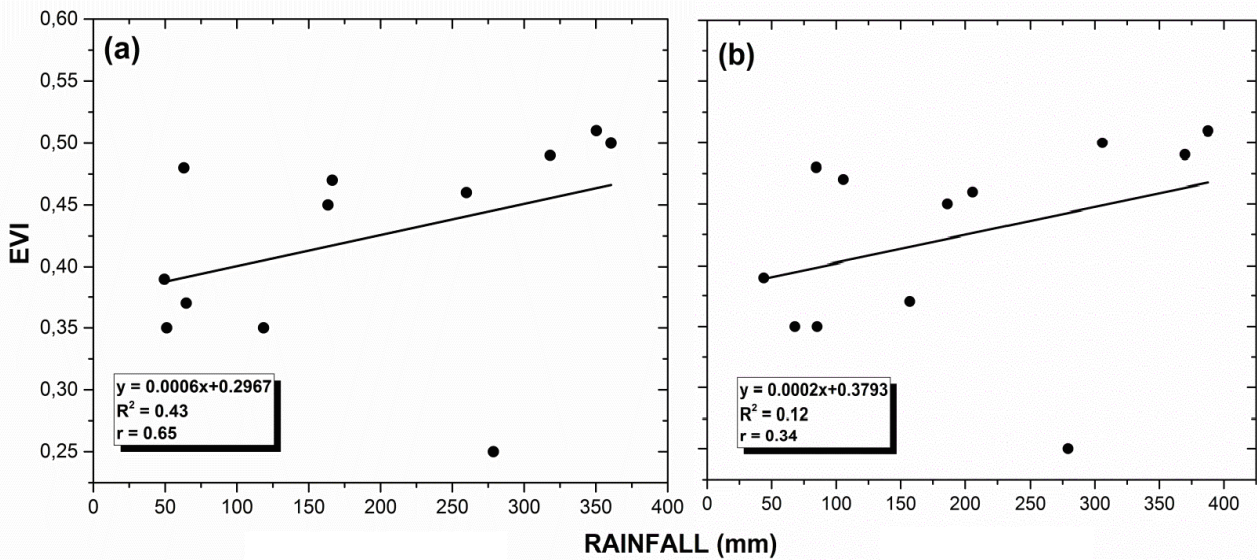 (a)
0,60
0,55
0,50
0,45
0,40
0,35
0,30
0,25
EVI
y = 0.0006x+0.2967
R² = 0.43
r = 0.65
0 50 100 150 200 250 300 350 400
(b)
y = 0.0002x+0.3793
R² = 0.12
r = 0.34
0 50 100 150 200 250 300 350 400
RAINFALL (mm)